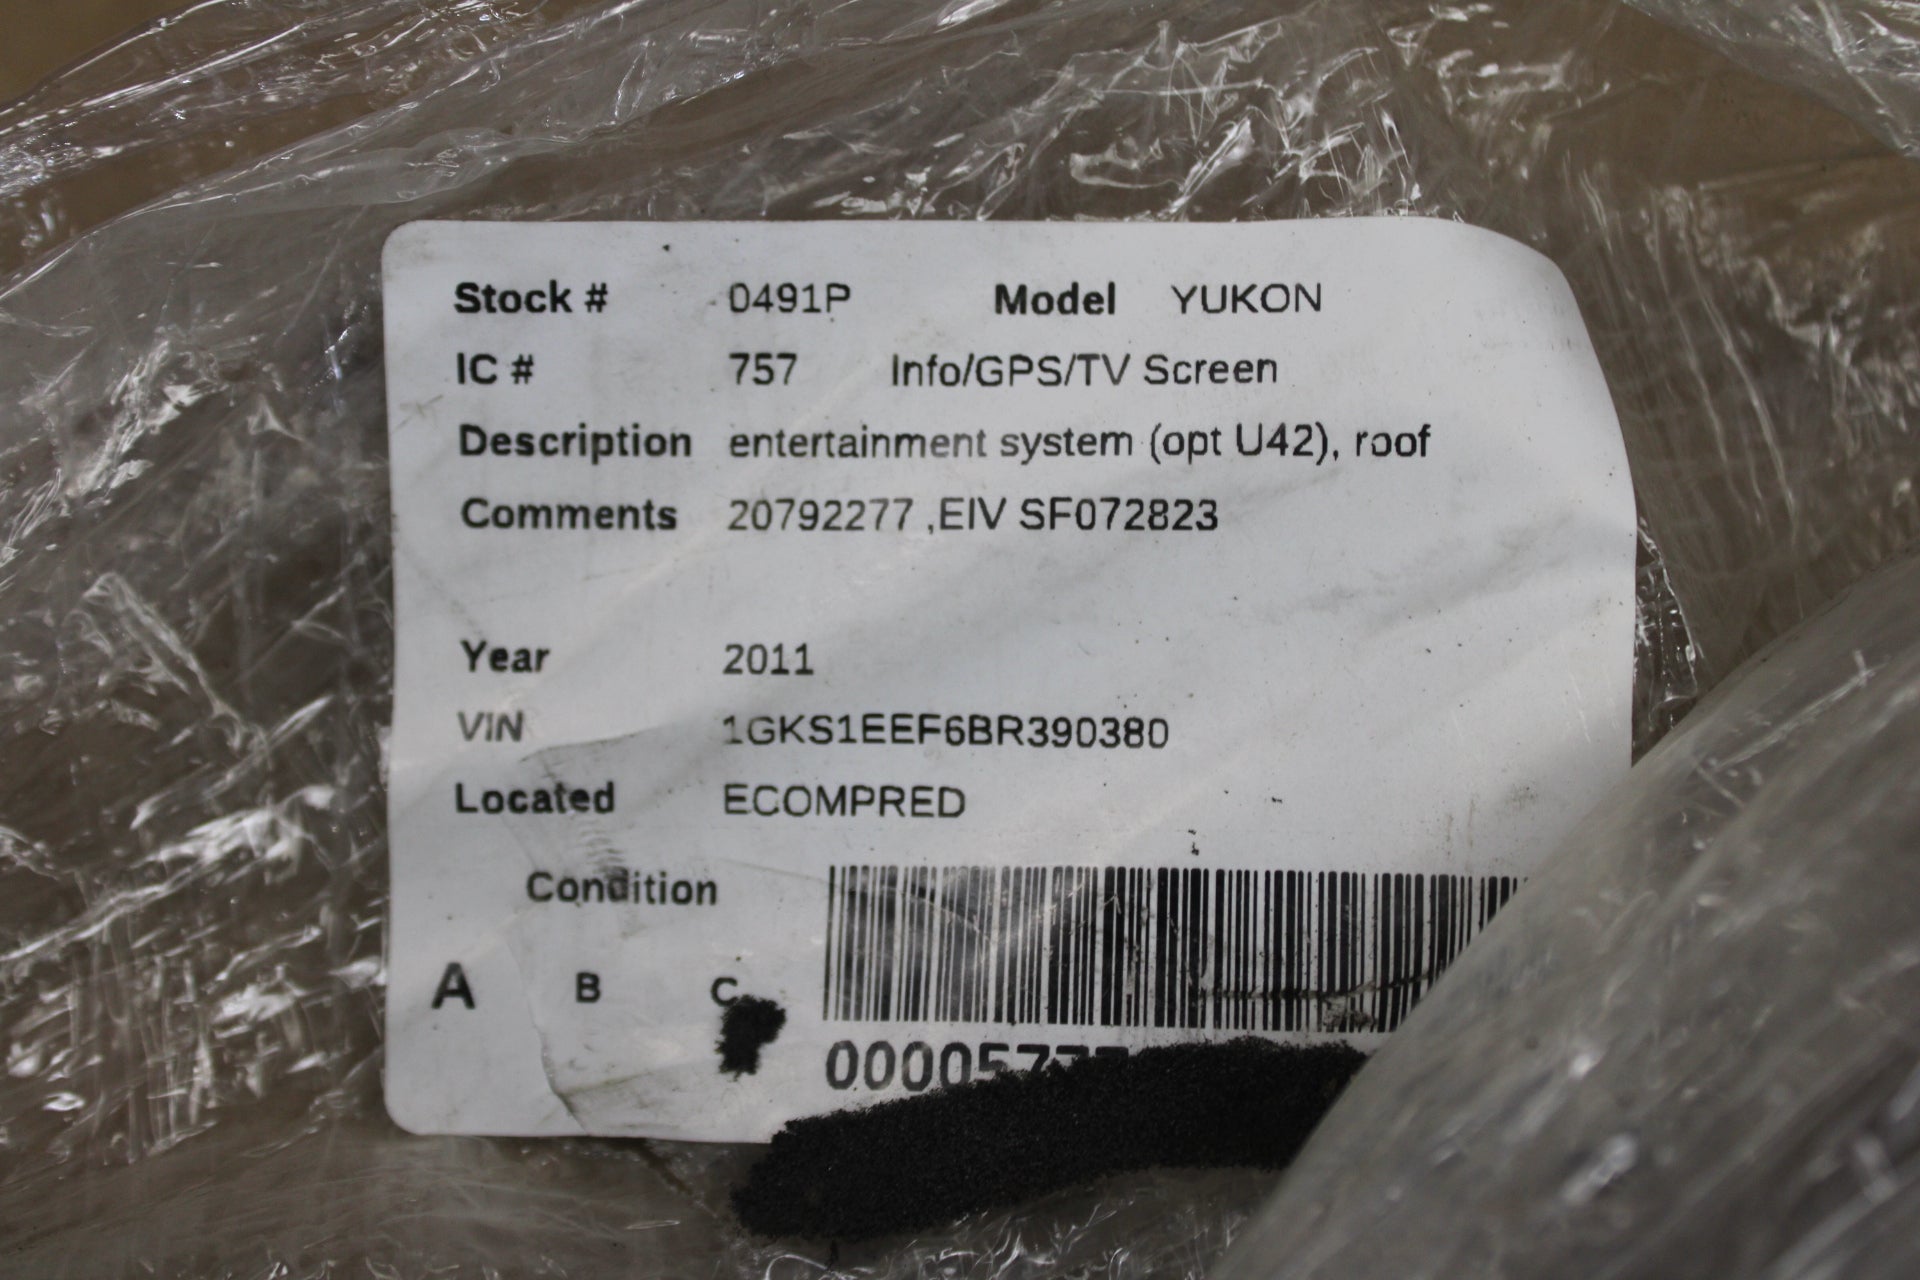 Stock # 0491P Model YUKON
IC # 757 Info/GPS/TV Screen
Description entertainment system (opt U42), roof
Comments 20792277 ,EIV SF072823
Year 2011
VIN 1GKS1EEF6BR390380
Located ECOMPRED
Condition
A B C